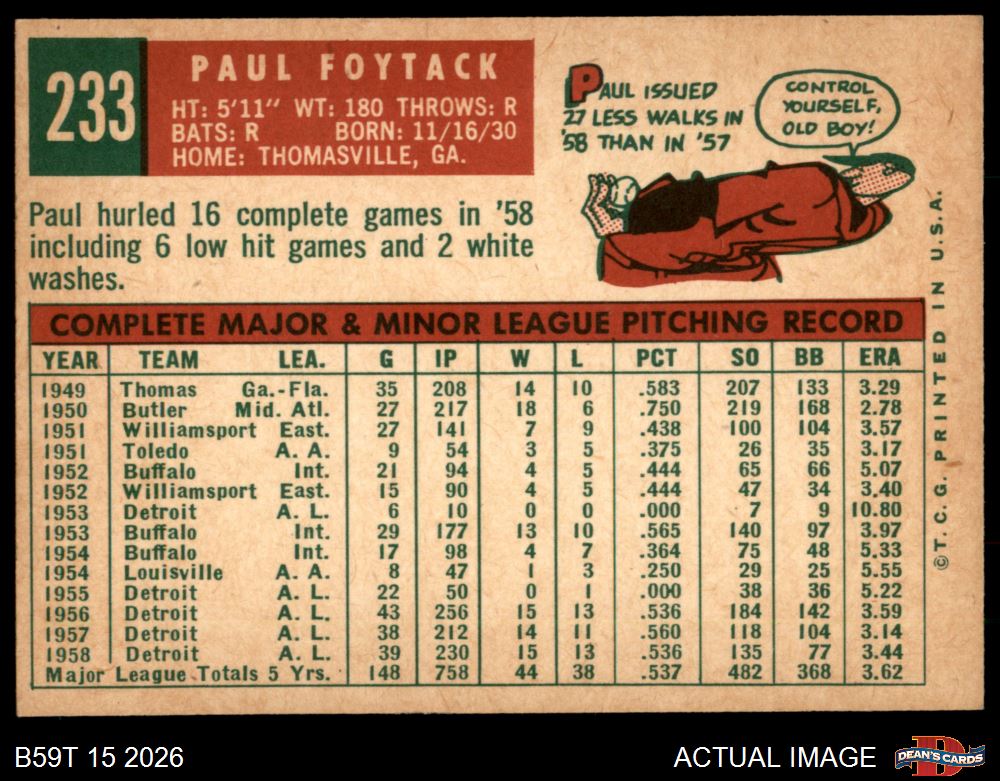 233
PAUL FOYTACK
HT: 5'11" WT: 180 THROWS: R
BATS: R BORN: 11/16/30
HOME: THOMASVILLE, GA.
PAUL ISSUED
27 LESS WALKS IN
'58 THAN IN '57
CONTROL
YOURSELF,
OLD BOY!
Paul hurled 16 complete games in '58
including 6 low hit games and 2 white
washes.
COMPLETE MAJOR & MINOR LEAGUE PITCHING RECORD
YEAR TEAM LEA. G IP W L PCT SO BB ERA
1949 Thomas Ga.-Fla. 35 208 14 10 .583 207 133 3.29
1950 Butler Mid. Atl. 27 217 18 6 .750 219 168 2.78
1951 Williamsport East. 27 141 7 9 .438 100 104 3.57
1951 Toledo A. A. 9 54 3 5 .375 26 35 3.17
1952 Buffalo Int. 21 94 4 5 .444 65 66 5.07
1952 Williamsport East. 15 90 4 5 .444 47 34 3.40
1953 Detroit A. L. 6 10 0 0 .000 7 9 10.80
1953 Buffalo Int. 29 177 13 10 .565 140 97 3.97
1954 Buffalo Int. 17 98 4 7 .364 75 48 5.33
1954 Louisville A. A. 8 47 1 3 .250 29 25 5.55
1955 Detroit A. L. 22 50 0 1 .000 38 36 5.22
1956 Detroit A. L. 43 256 15 13 .536 184 142 3.59
1957 Detroit A. L. 38 212 14 11 .560 118 104 3.14
1958 Detroit A. L. 39 230 15 13 .536 135 77 3.44
Major League Totals 5 Yrs. 148 758 44 38 .537 482 368 3.62
© T. C. G. PRINTED IN U. S. A.
B59T 15 2026
ACTUAL IMAGE
D
DEAN'S CARDS